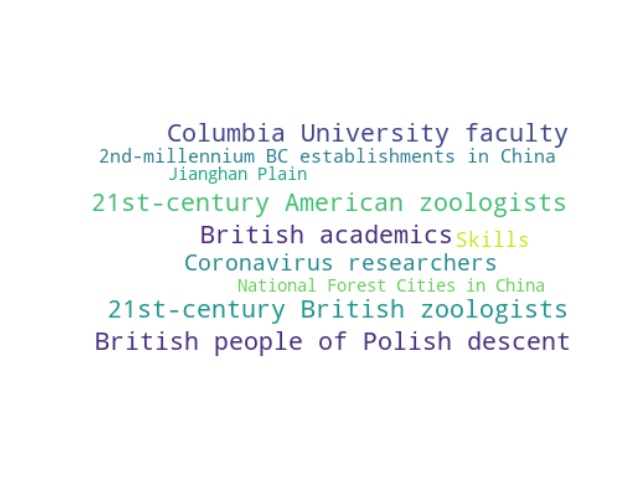 Columbia University faculty
2nd-millennium BC establishments in China
Jianghan Plain
21st-century American zoologists
British academics
Skills
Coronavirus researchers
National Forest Cities in China
21st-century British zoologists
British people of Polish descent